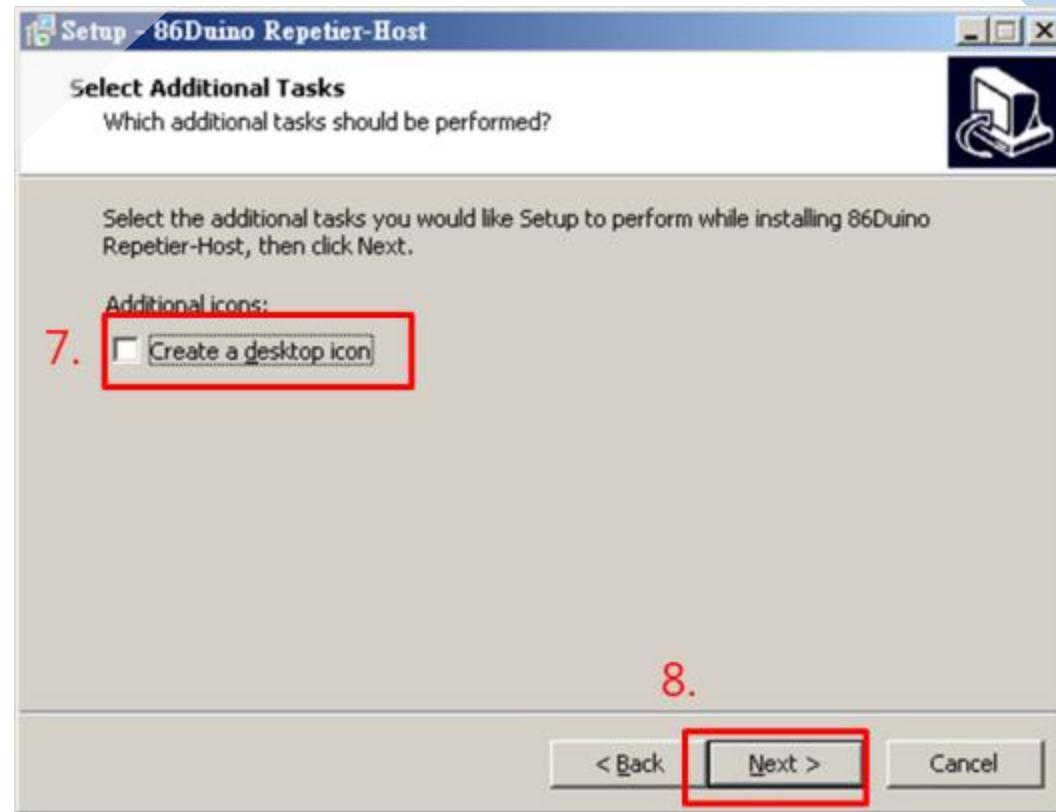 Setup - 86Duino Repetier-Host
Select Additional Tasks
Which additional tasks should be performed?
Select the additional tasks you would like Setup to perform while installing 86Duino
Repetier-Host, then click Next.
Additional icons:
7. Create a desktop icon
8.
< Back Next > Cancel